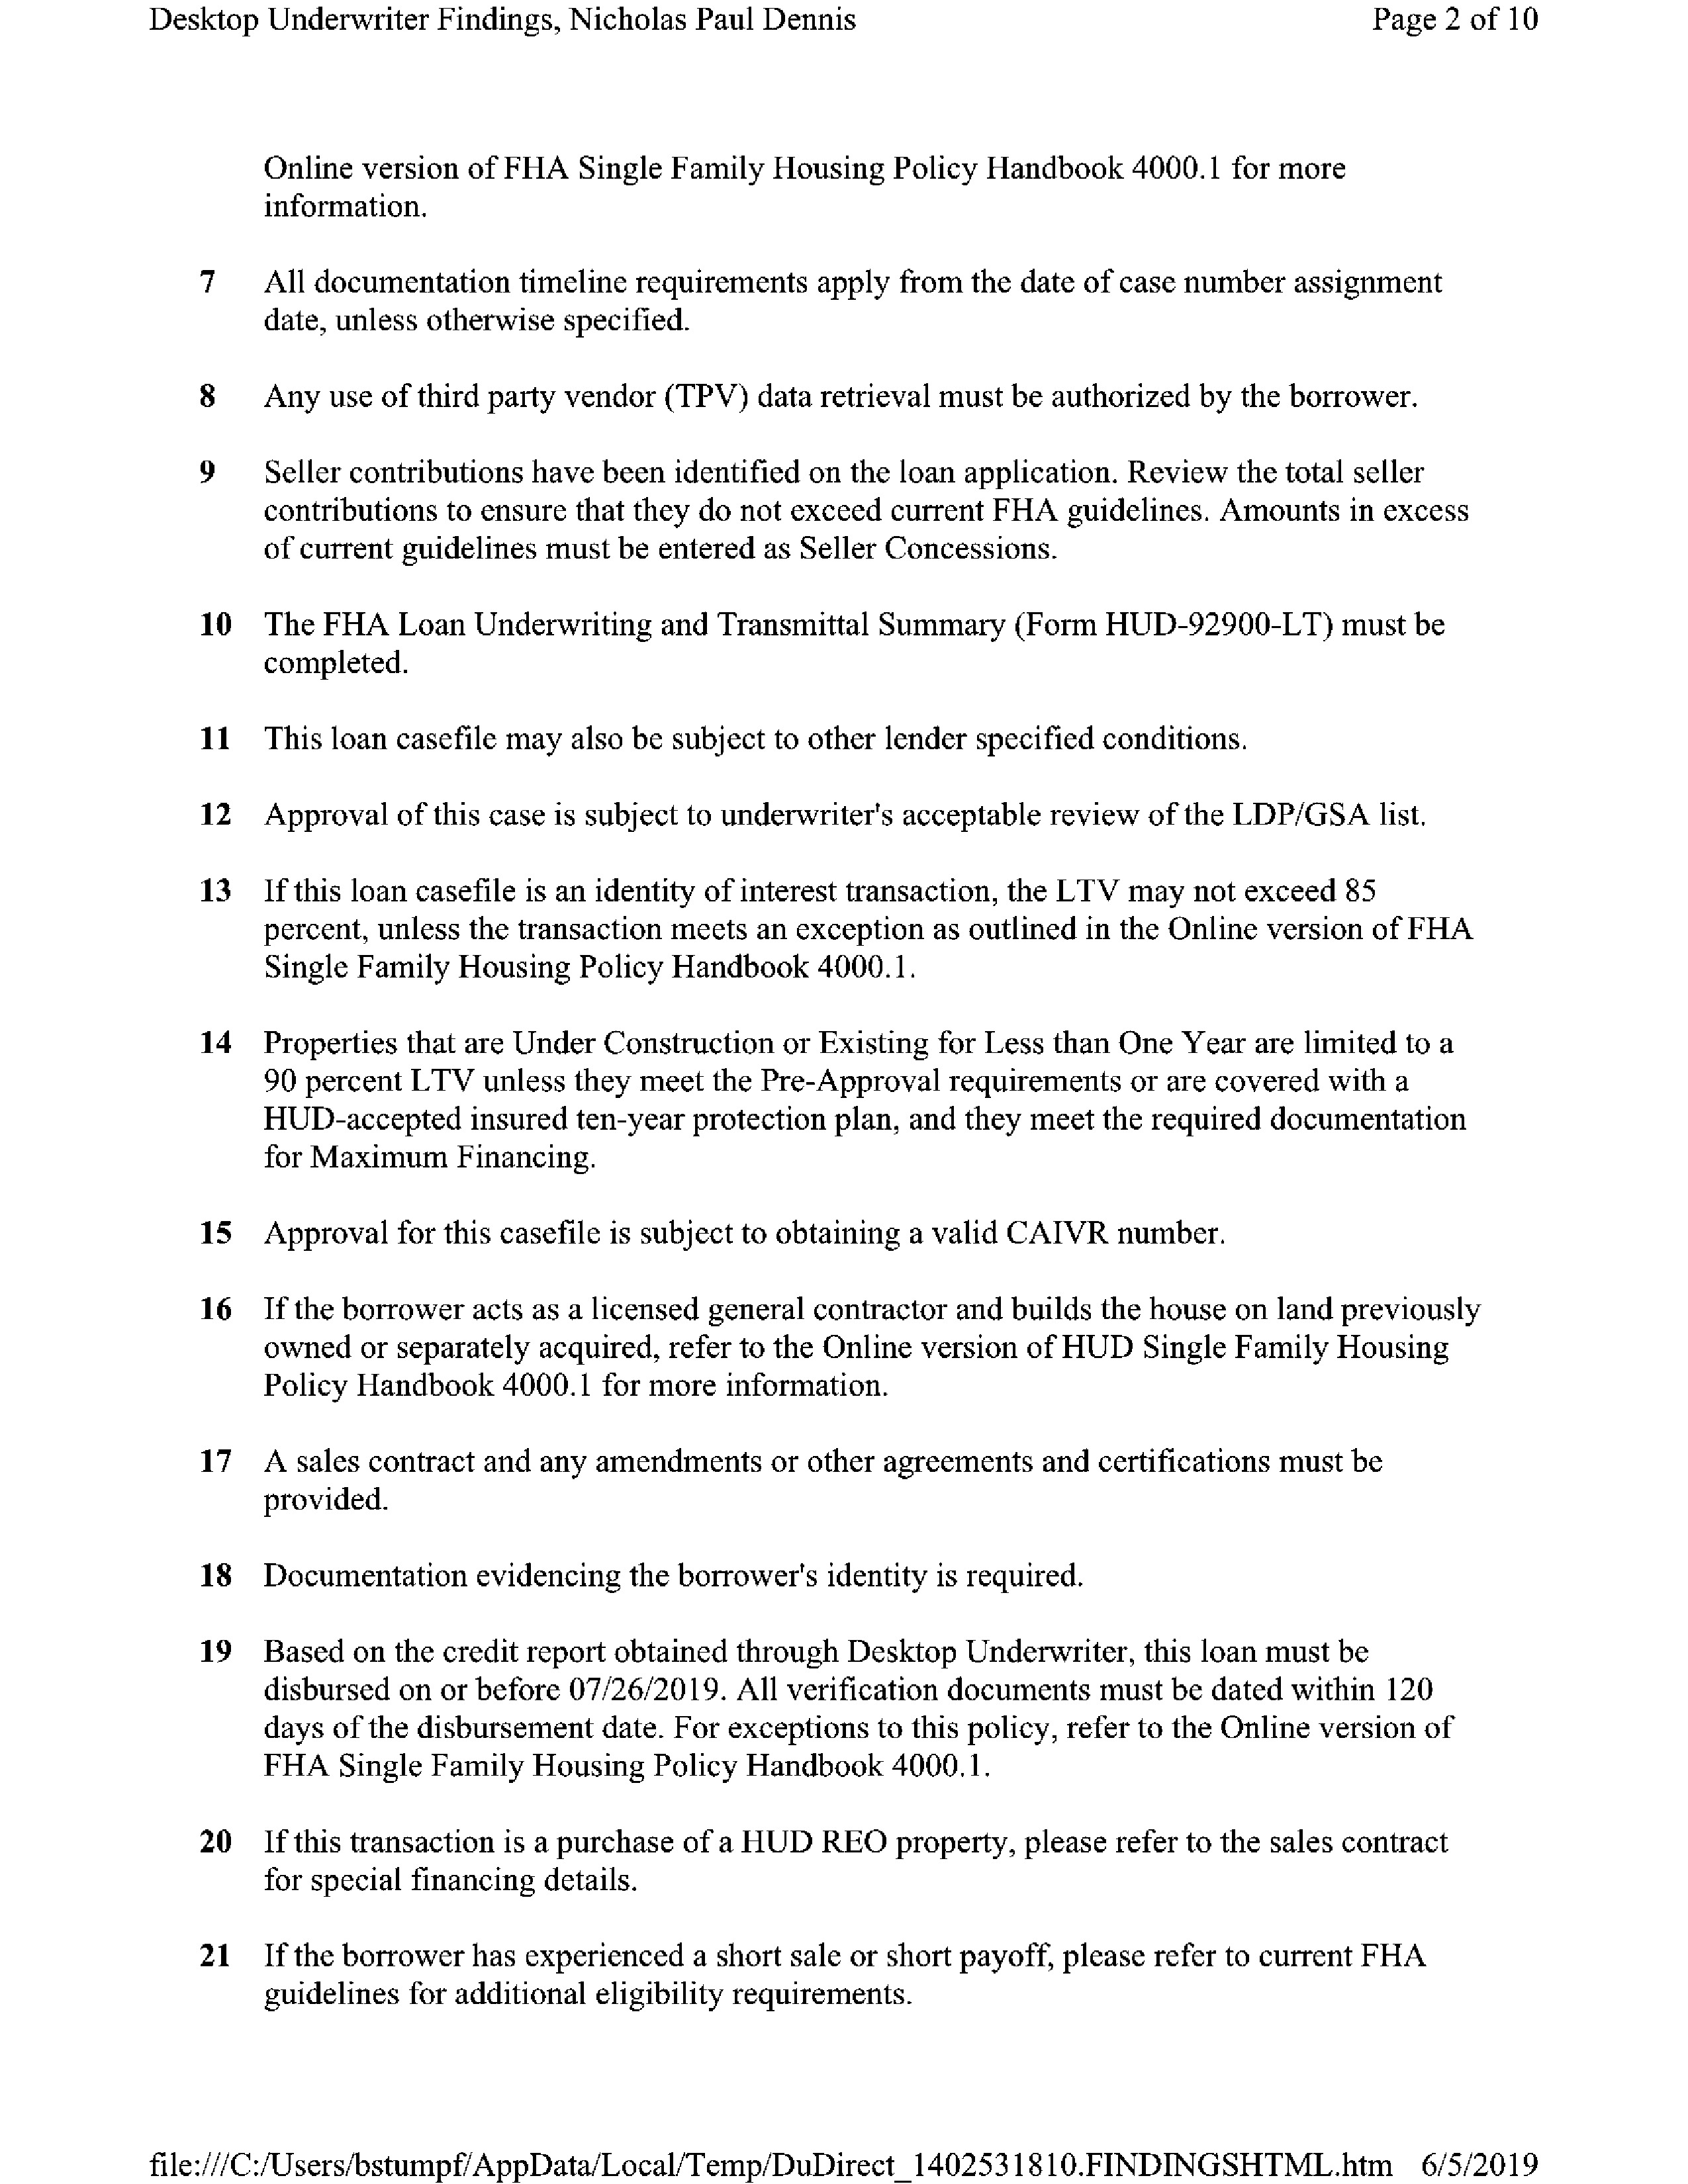 Desktop Underwriter Findings, Nicholas Paul Dennis Page 2 of 10
Online version of FHA Single Family Housing Policy Handbook 4000.1 for more
information.
7 All documentation timeline requirements apply from the date of case number assignment
date, unless otherwise specified.
8 Any use of third party vendor (TPV) data retrieval must be authorized by the borrower.
9 Seller contributions have been identified on the loan application. Review the total seller
contributions to ensure that they do not exceed current FHA guidelines. Amounts in excess
of current guidelines must be entered as Seller Concessions.
10 The FHA Loan Underwriting and Transmittal Summary (Form HUD-92900-LT) must be
completed.
11 This loan casefile may also be subject to other lender specified conditions.
12 Approval of this case is subject to underwriter's acceptable review of the LDP/GSA list.
13 If this loan casefile is an identity of interest transaction, the LTV may not exceed 85
percent, unless the transaction meets an exception as outlined in the Online version of FHA
Single Family Housing Policy Handbook 4000.1.
14 Properties that are Under Construction or Existing for Less than One Year are limited to a
90 percent LTV unless they meet the Pre-Approval requirements or are covered with a
HUD-accepted insured ten-year protection plan, and they meet the required documentation
for Maximum Financing.
15 Approval for this casefile is subject to obtaining a valid CAIVR number.
16 If the borrower acts as a licensed general contractor and builds the house on land previously
owned or separately acquired, refer to the Online version of HUD Single Family Housing
Policy Handbook 4000.1 for more information.
17 A sales contract and any amendments or other agreements and certifications must be
provided.
18 Documentation evidencing the borrower's identity is required.
19 Based on the credit report obtained through Desktop Underwriter, this loan must be
disbursed on or before 07/26/2019. All verification documents must be dated within 120
days of the disbursement date. For exceptions to this policy, refer to the Online version of
FHA Single Family Housing Policy Handbook 4000.1.
20 If this transaction is a purchase of a HUD REO property, please refer to the sales contract
for special financing details.
21 If the borrower has experienced a short sale or short payoff, please refer to current FHA
guidelines for additional eligibility requirements.
file:///C:/Users/bstumpf/AppData/Local/Temp/DuDirect_1402531810.FINDINGSHTML.htm 6/5/2019